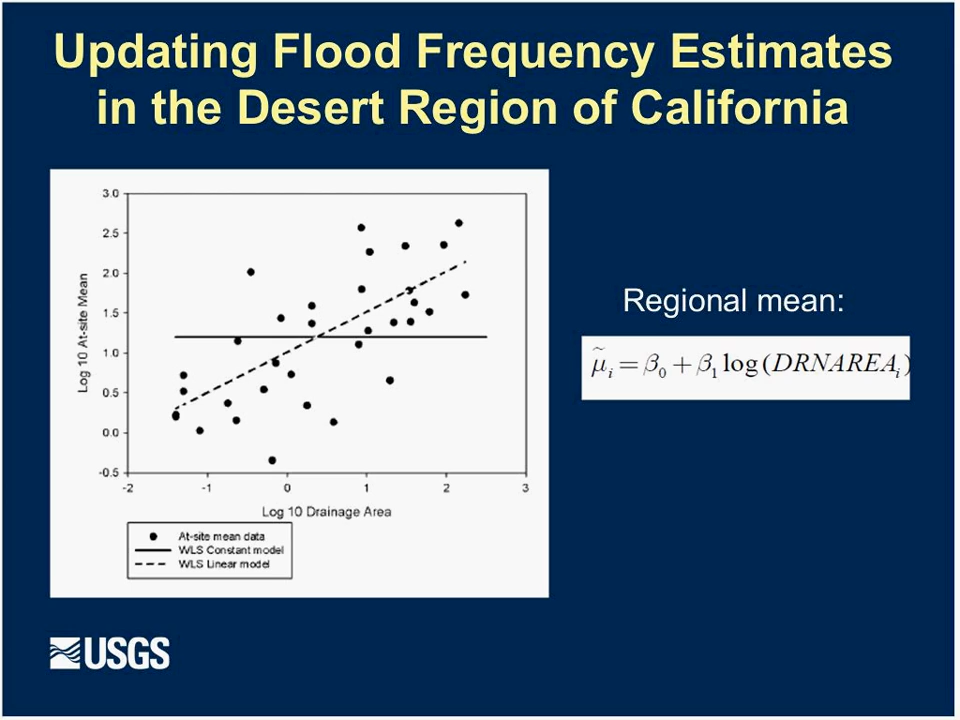 Updating Flood Frequency Estimates
in the Desert Region of California
3.0
2.5
2.0
1.5
1.0
0.5
0.0
-0.5
Log 10 At-site Mean
-2 -1 0 1 2 3
Log 10 Drainage Area
At-site mean data
WLS Constant model
WLS Linear model
Regional mean:
μ̃ᵢ = β₀ + β₁ log(DRNAREAᵢ)
USGS